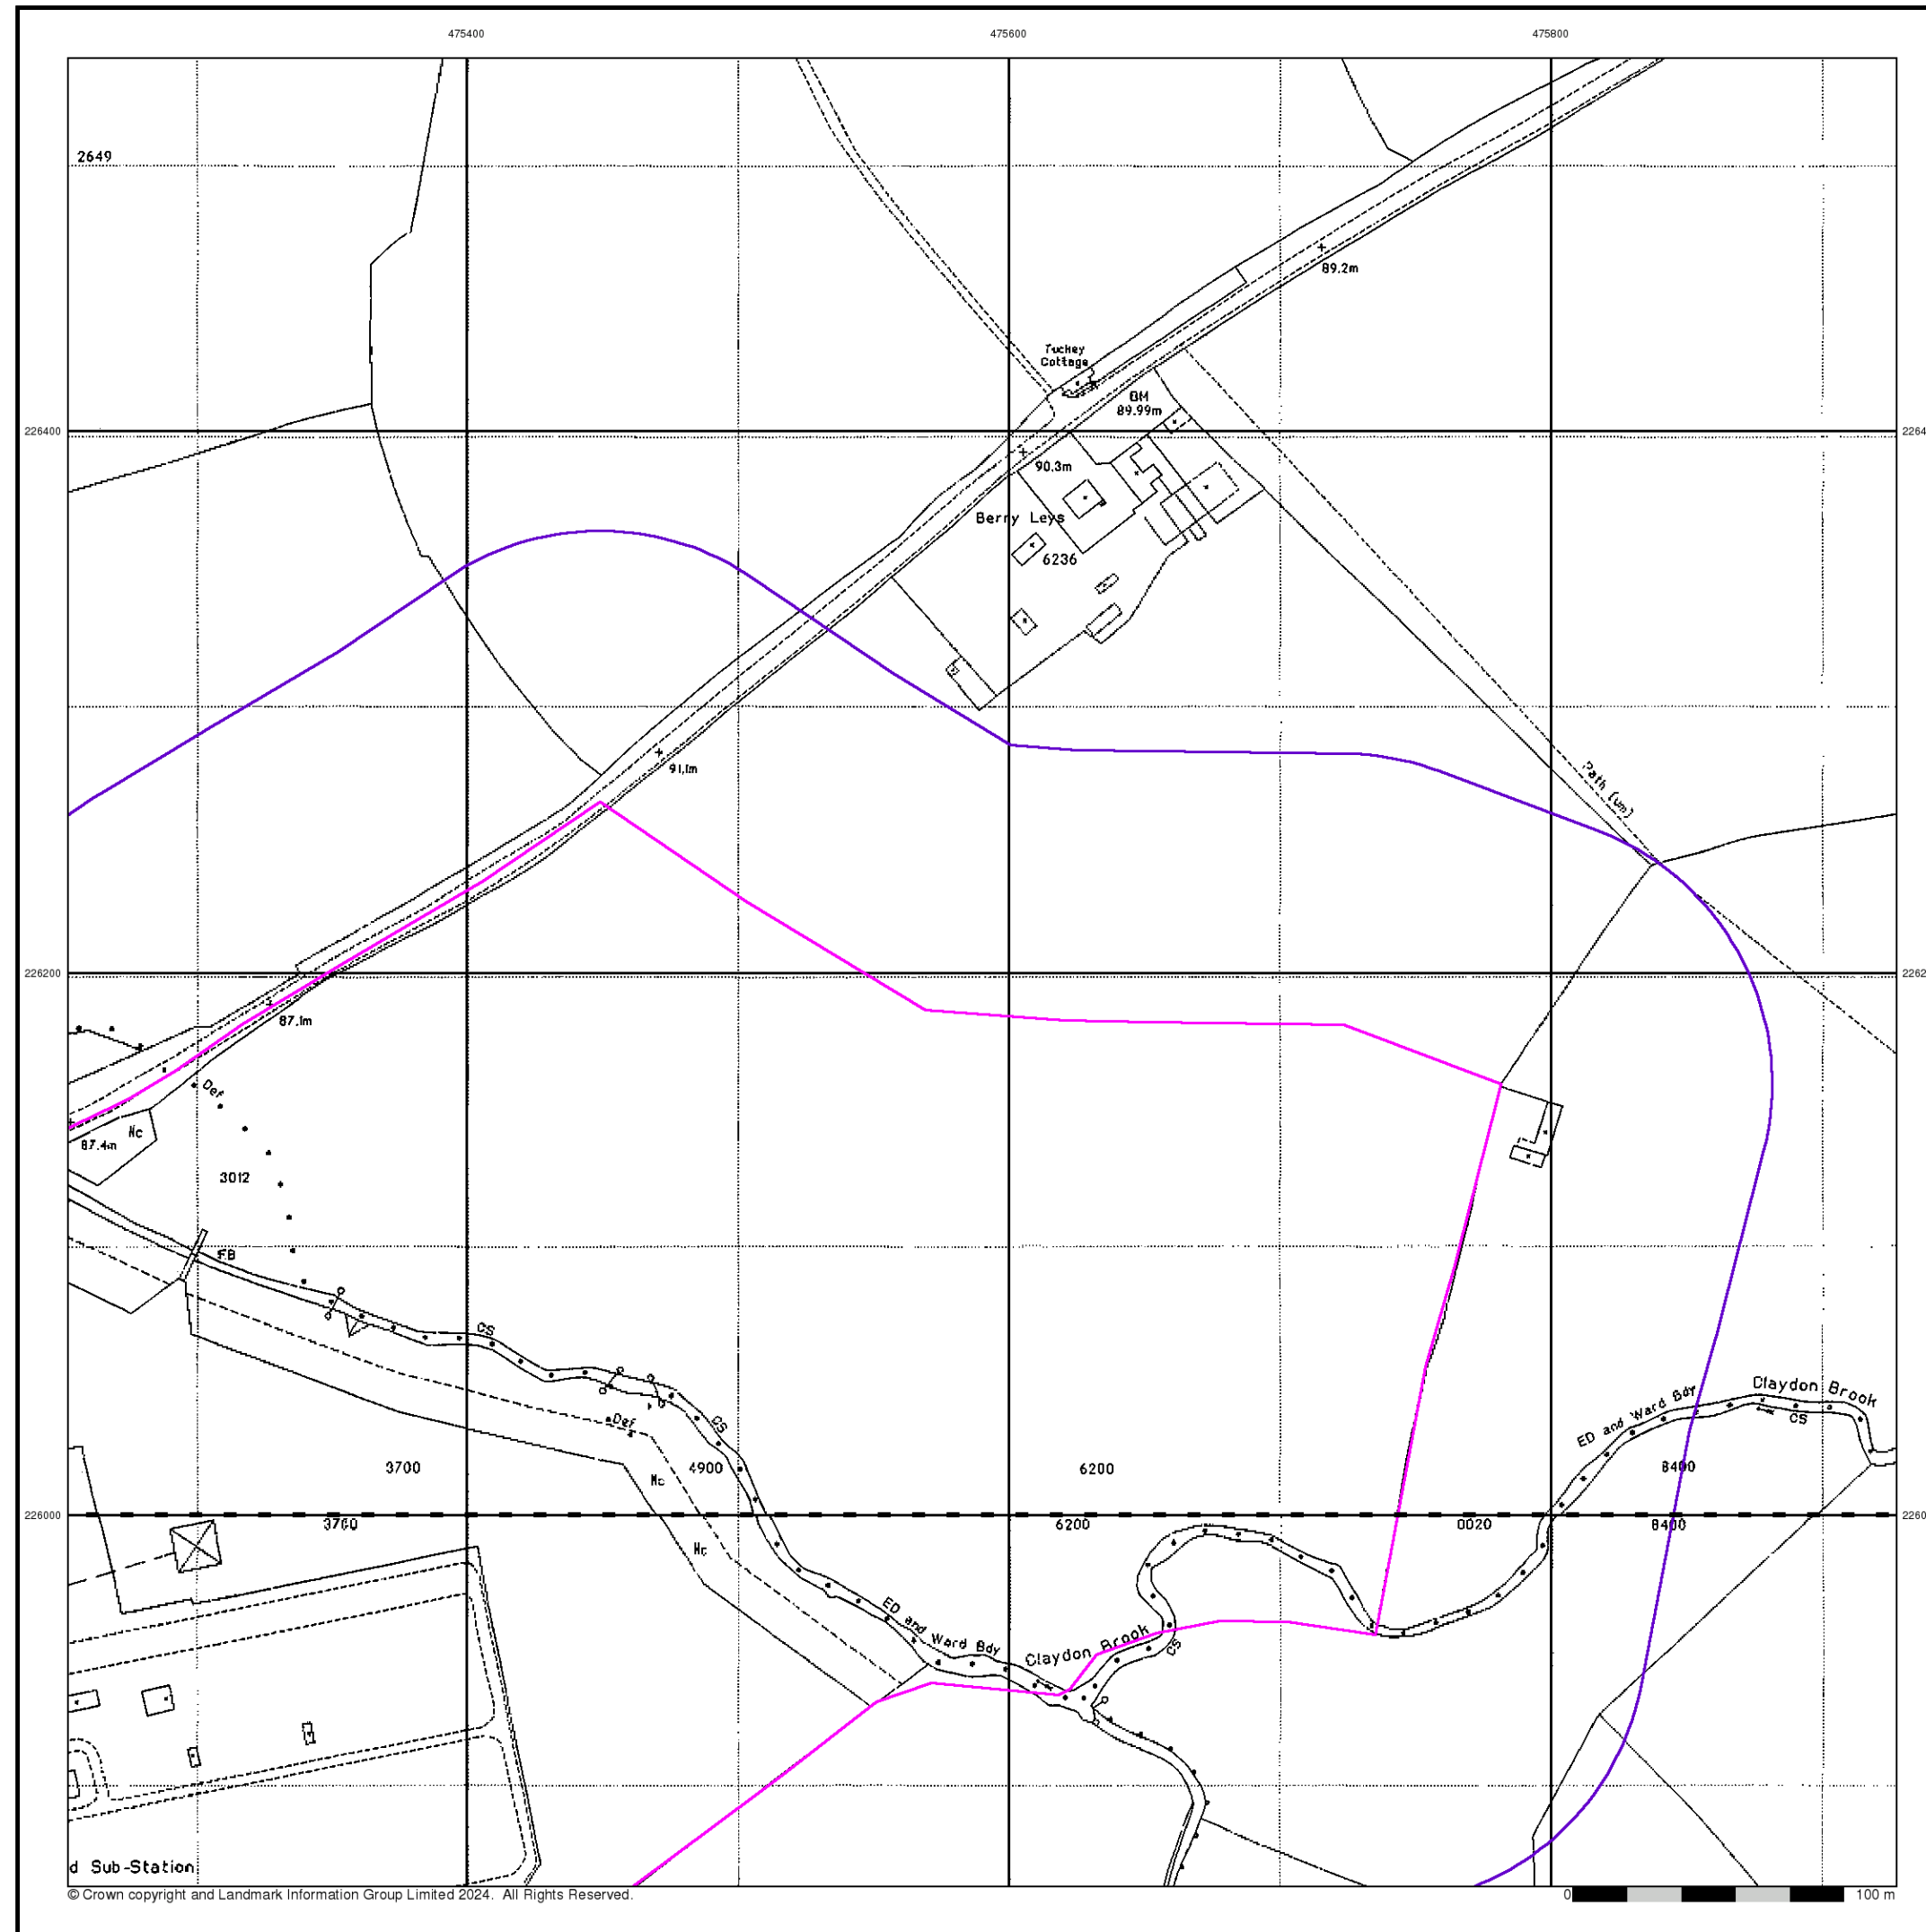 475400
475600
475800
2649
89.2m
Tuckey
Cottage
BM
89.99m
226400
2264
90.3m
Berry Leys
6236
91.1m
Path (um)
226200
2262
87.1m
Def
Nc
87.4m
3012
FB
CS
CS
Def
Claydon Brook
ED and Ward Bdy
CS
3700
4900
Nc
6200
8400
226000
2260
3700
6200
0020
8400
Nc
ED and Ward Bdy
Claydon Brook
CS
d Sub-Station
© Crown copyright and Landmark Information Group Limited 2024. All Rights Reserved.
0
100 m